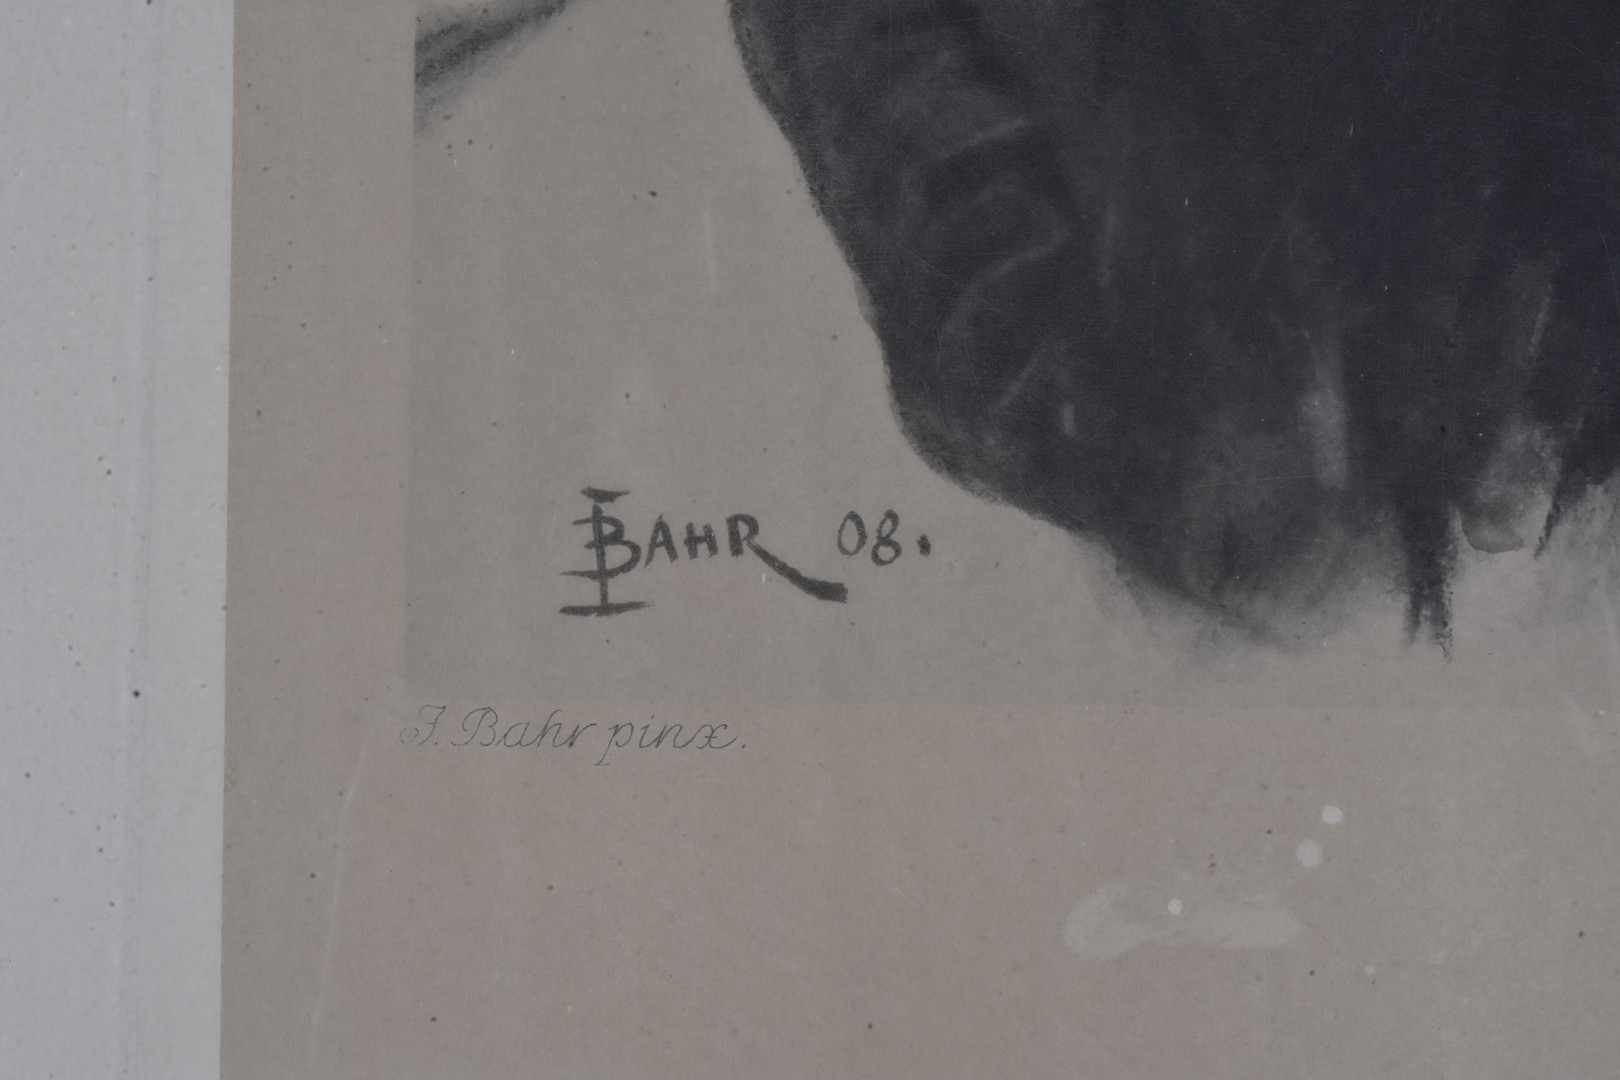 JBAHR 08.
J. Bahr pinx.